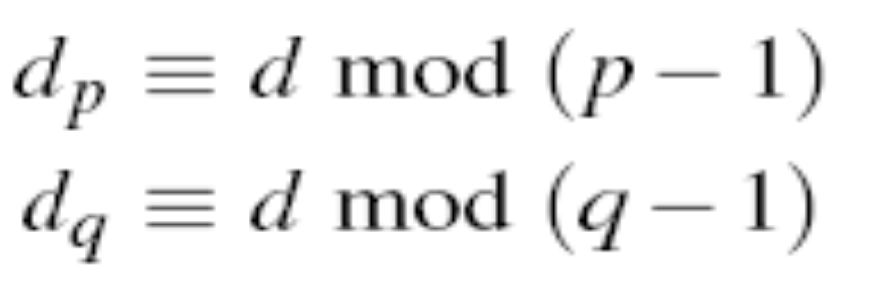 d_p ≡ d mod (p − 1)
d_q ≡ d mod (q − 1)